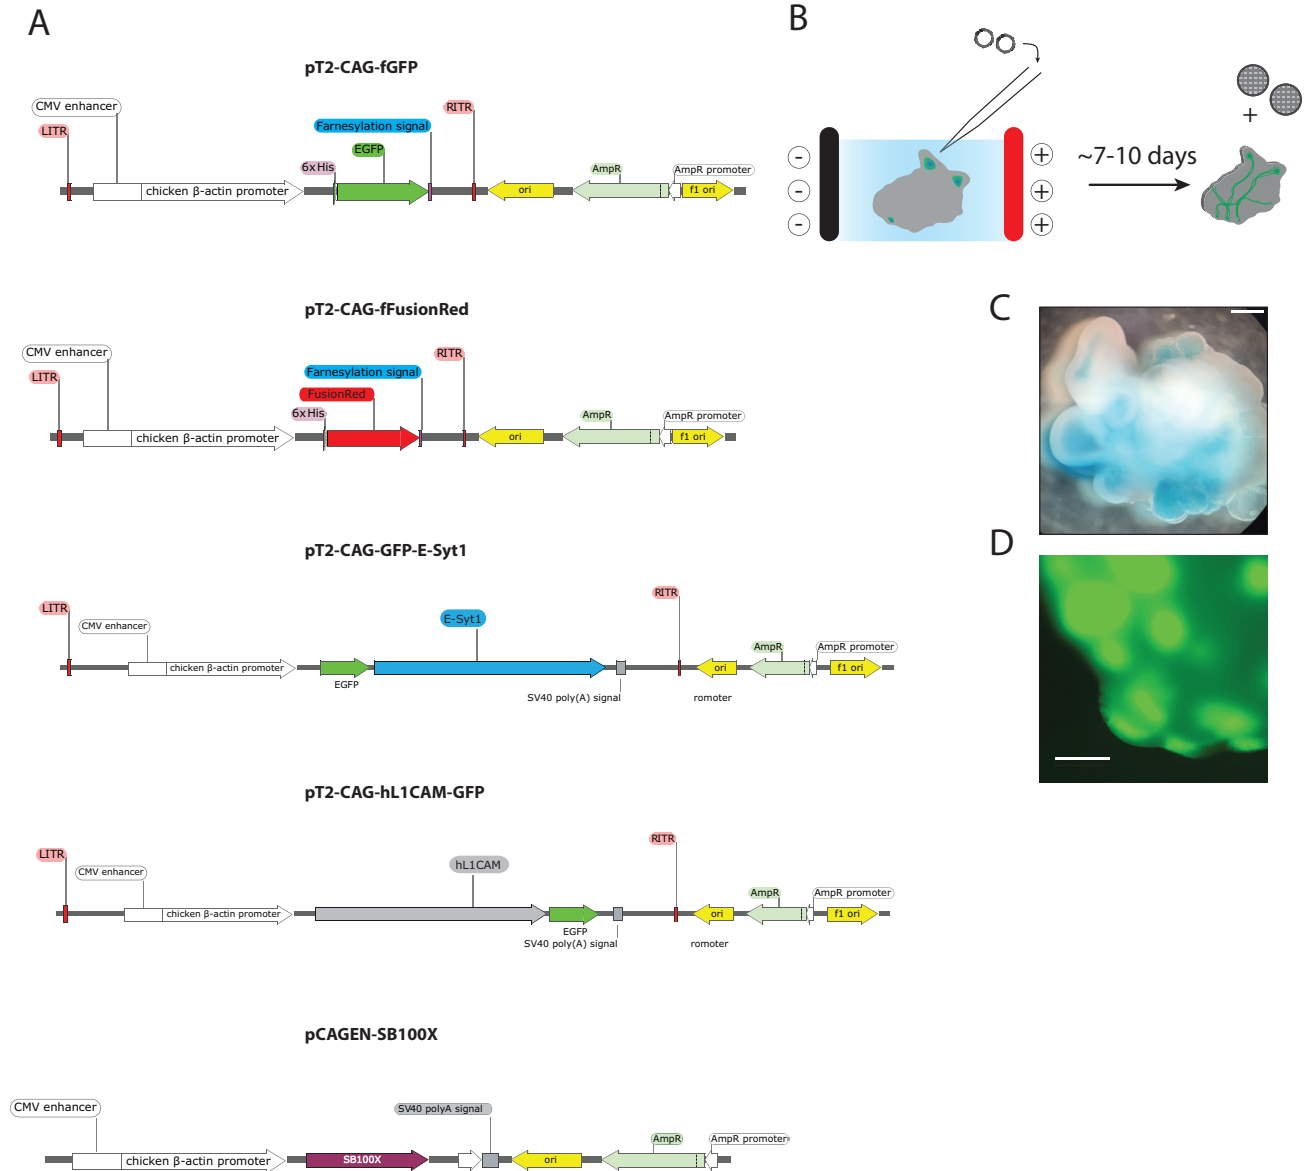 A
pT2-CAG-fGFP
CMV enhancer
RITR
LITR
Farnesylation signal
EGFP
6xHis
AmpR
AmpR promoter
chicken β-actin promoter
ori
f1 ori
pT2-CAG-fFusionRed
CMV enhancer
RITR
LITR
Farnesylation signal
FusionRed
6xHis
AmpR
AmpR promoter
chicken β-actin promoter
ori
f1 ori
pT2-CAG-GFP-E-Syt1
LITR
RITR
CMV enhancer
E-Syt1
AmpR
AmpR promoter
chicken β-actin promoter
ori
f1 ori
EGFP
SV40 poly(A) signal
romoter
pT2-CAG-hL1CAM-GFP
LITR
RITR
CMV enhancer
hL1CAM
AmpR
AmpR promoter
chicken β-actin promoter
ori
f1 ori
EGFP
SV40 poly(A) signal
romoter
pCAGEN-SB100X
CMV enhancer
SV40 polyA signal
AmpR
AmpR promoter
chicken β-actin promoter
SB100X
ori
B
- + +
- +
- +
~7-10 days
+
C
D